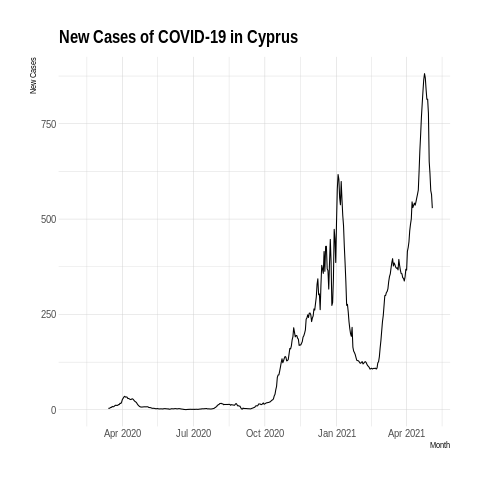 New Cases of COVID-19 in Cyprus
New Cases
750
500
250
0
Apr 2020 Jul 2020 Oct 2020 Jan 2021 Apr 2021
Month